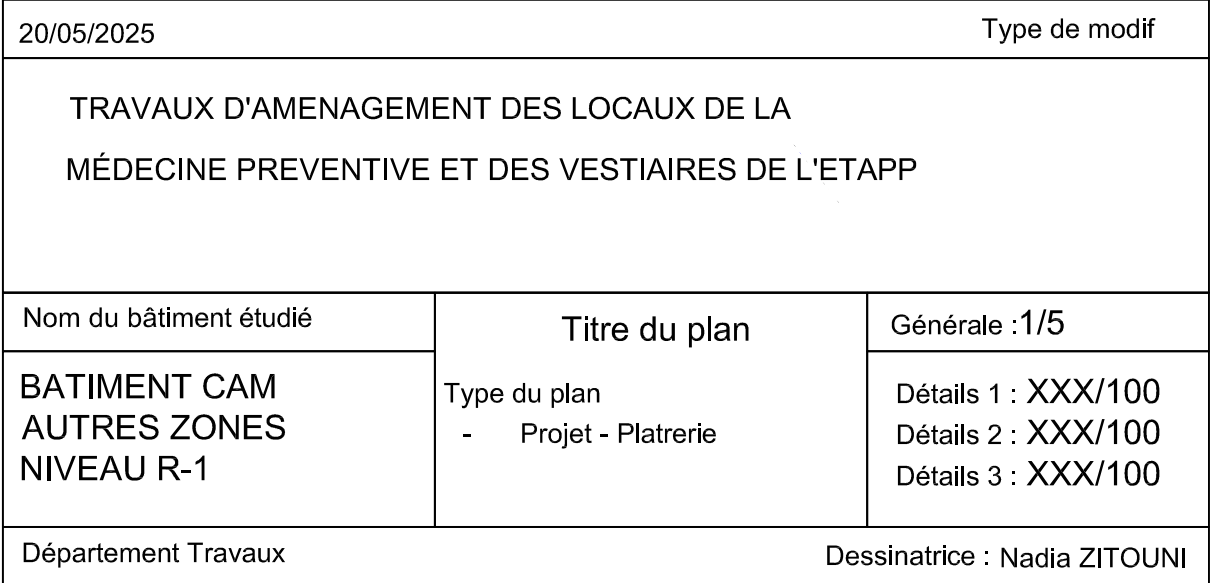 20/05/2025
Type de modif
TRAVAUX D'AMENAGEMENT DES LOCAUX DE LA
MÉDECINE PREVENTIVE ET DES VESTIAIRES DE L'ETAPP
Nom du bâtiment étudié
BATIMENT CAM
AUTRES ZONES
NIVEAU R-1
Titre du plan
Type du plan
- Projet - Platrerie
Générale :1/5
Détails 1 : XXX/100
Détails 2 : XXX/100
Détails 3 : XXX/100
Département Travaux
Dessinatrice : Nadia ZITOUNI